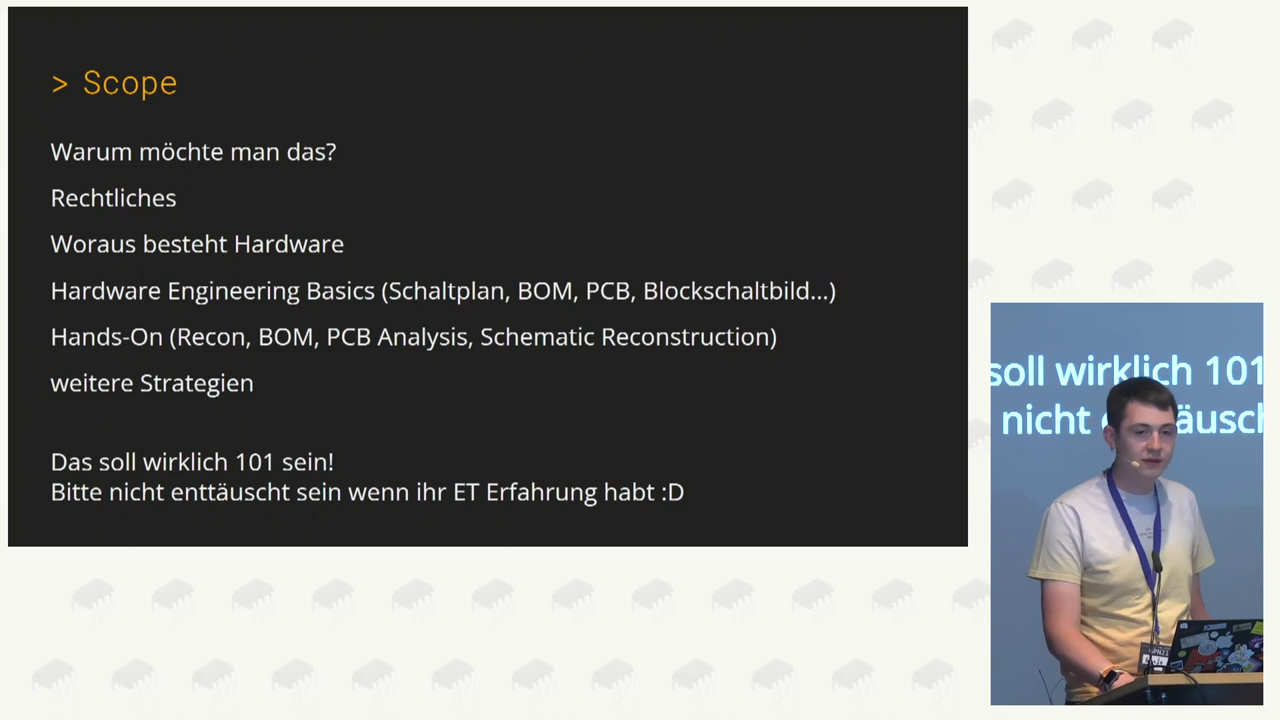 > Scope
Warum möchte man das?
Rechtliches
Woraus besteht Hardware
Hardware Engineering Basics (Schaltplan, BOM, PCB, Blockschaltbild...)
Hands-On (Recon, BOM, PCB Analysis, Schematic Reconstruction)
weitere Strategien
Das soll wirklich 101 sein!
Bitte nicht enttäuscht sein wenn ihr ET Erfahrung habt :D
soll wirklich 101
nicht